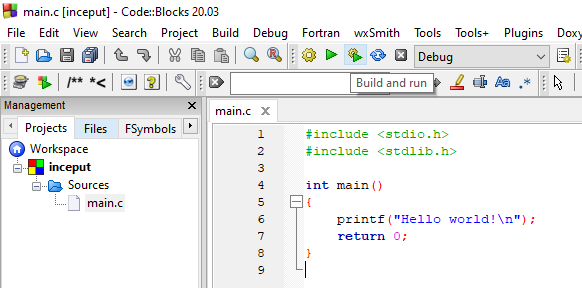 main.c [inceput] - Code::Blocks 20.03
File Edit View Search Project Build Debug Fortran wxSmith Tools Tools+ Plugins Doxy
Debug
/** *<
Build and run
Aa .*
Management
Projects Files FSymbols
Workspace
inceput
Sources
main.c
main.c
1 #include <stdio.h>
2 #include <stdlib.h>
3
4 int main()
5 {
6 printf("Hello world!\n");
7 return 0;
8 }
9